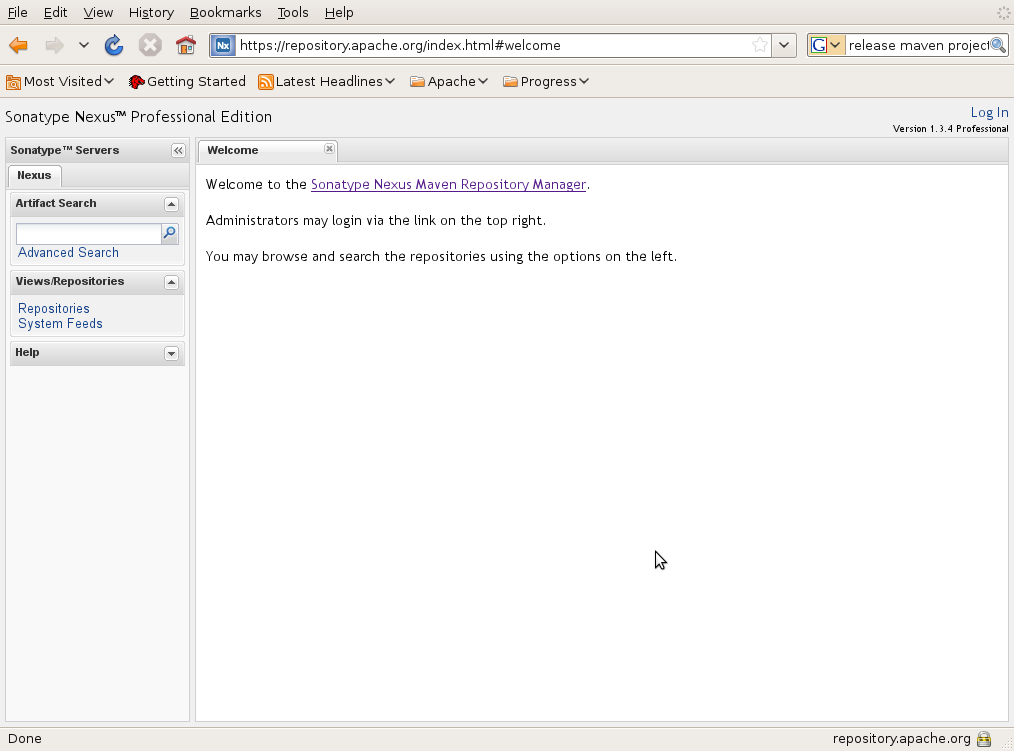 File Edit View History Bookmarks Tools Help
Nx https://repository.apache.org/index.html#welcome G release maven project
Most Visited Getting Started Latest Headlines Apache Progress
Sonatype Nexus™ Professional Edition
Log In
Version 1.3.4 Professional
Sonatype™ Servers
Nexus
Artifact Search
Advanced Search
Views/Repositories
Repositories
System Feeds
Help
Welcome
Welcome to the Sonatype Nexus Maven Repository Manager.
Administrators may login via the link on the top right.
You may browse and search the repositories using the options on the left.
Done repository.apache.org